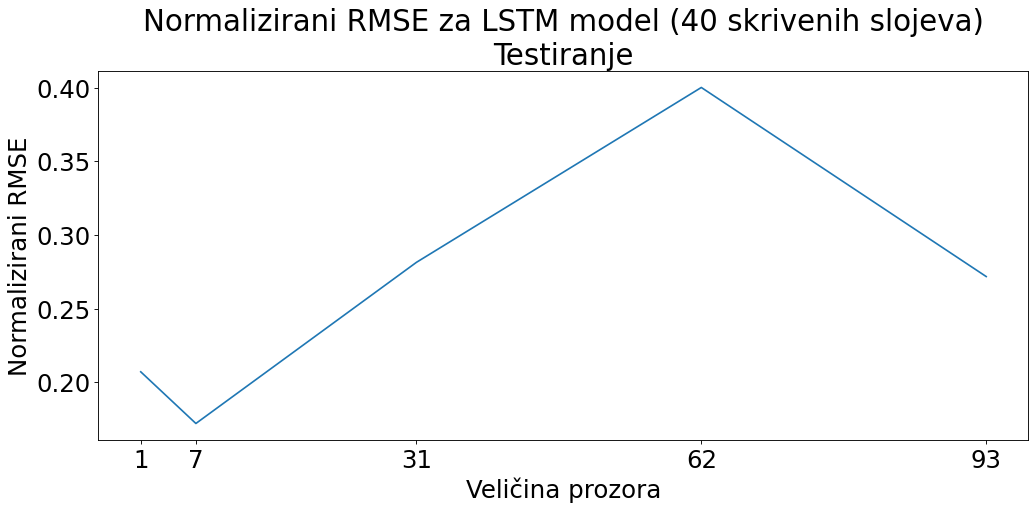 Normalizirani RMSE za LSTM model (40 skrivenih slojeva)
Testiranje
Normalizirani RMSE
0.40
0.35
0.30
0.25
0.20
1 7 31 62 93
Veličina prozora